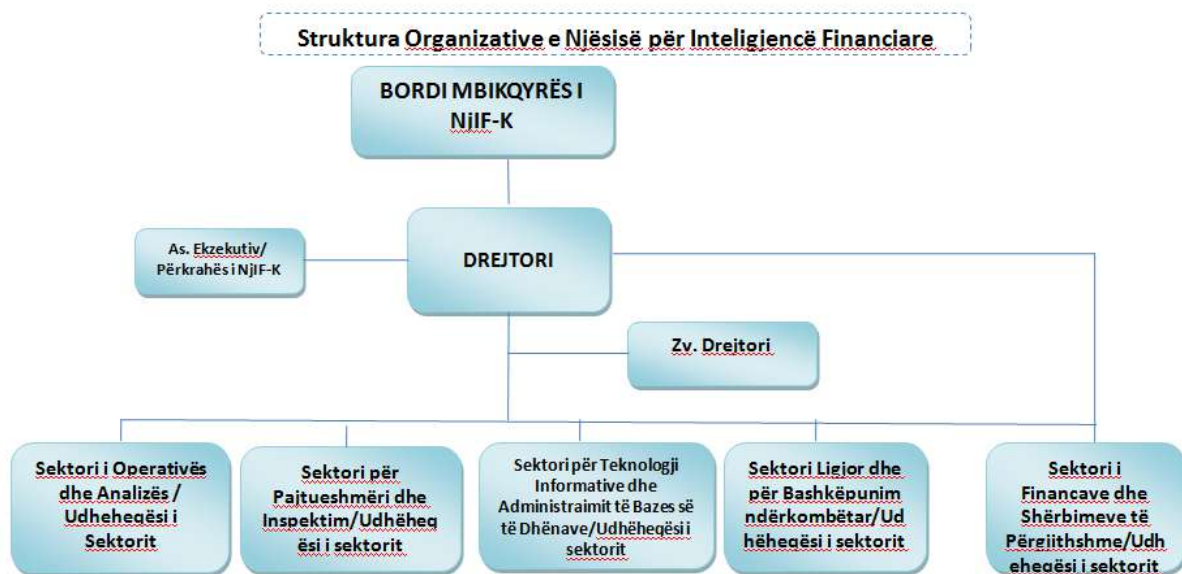 Struktura Organizative e Njësisë për Inteligjencë Financiare
BORDI MBIKQYRËS I
NjIF-K
As. Ekzekutiv/
Përkrahës i NjIF-K
DREJTORI
Zv. Drejtori
Sektori i Operativës
dhe Analizës /
Udheheqësi i
Sektorit
Sektori për
Pajtueshmëri dhe
Inspektim/Udhëheq
ësi i sektorit
Sektori për Teknologji
Informative dhe
Administraimit të Bazes së
të Dhënave/Udhëheqësi i
sektorit
Sektori Ligjor dhe
për Bashkëpunim
ndërkombëtar/Ud
hëheqësi i sektorit
Sektori i
Financave dhe
Shërbimeve të
Përgjithshme/Udh
eheqësi i sektorit